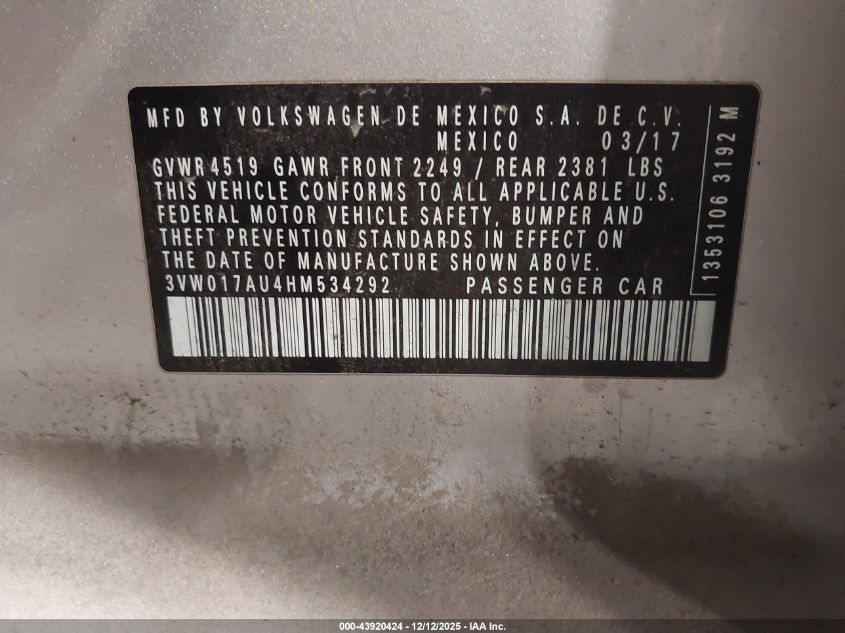 MFD BY VOLKSWAGEN DE MEXICO S.A. DE C.V.
MEXICO 03/17
GVWR 4519 GAWR FRONT 2249 / REAR 2381 LBS
THIS VEHICLE CONFORMS TO ALL APPLICABLE U.S.
FEDERAL MOTOR VEHICLE SAFETY, BUMPER AND
THEFT PREVENTION STANDARDS IN EFFECT ON
THE DATE OF MANUFACTURE SHOWN ABOVE.
3VW017AU4HM534292 PASSENGER CAR
1353106 3192 M
000-43920424 - 12/12/2025 - IAA Inc.